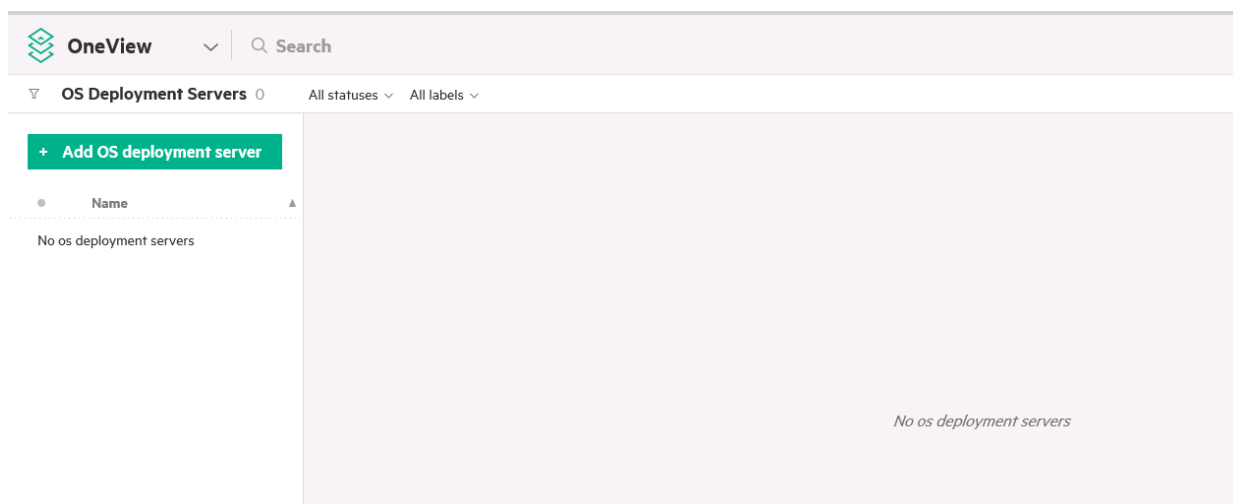 OneView
Search
OS Deployment Servers 0
All statuses
All labels
+ Add OS deployment server
Name
No os deployment servers
No os deployment servers